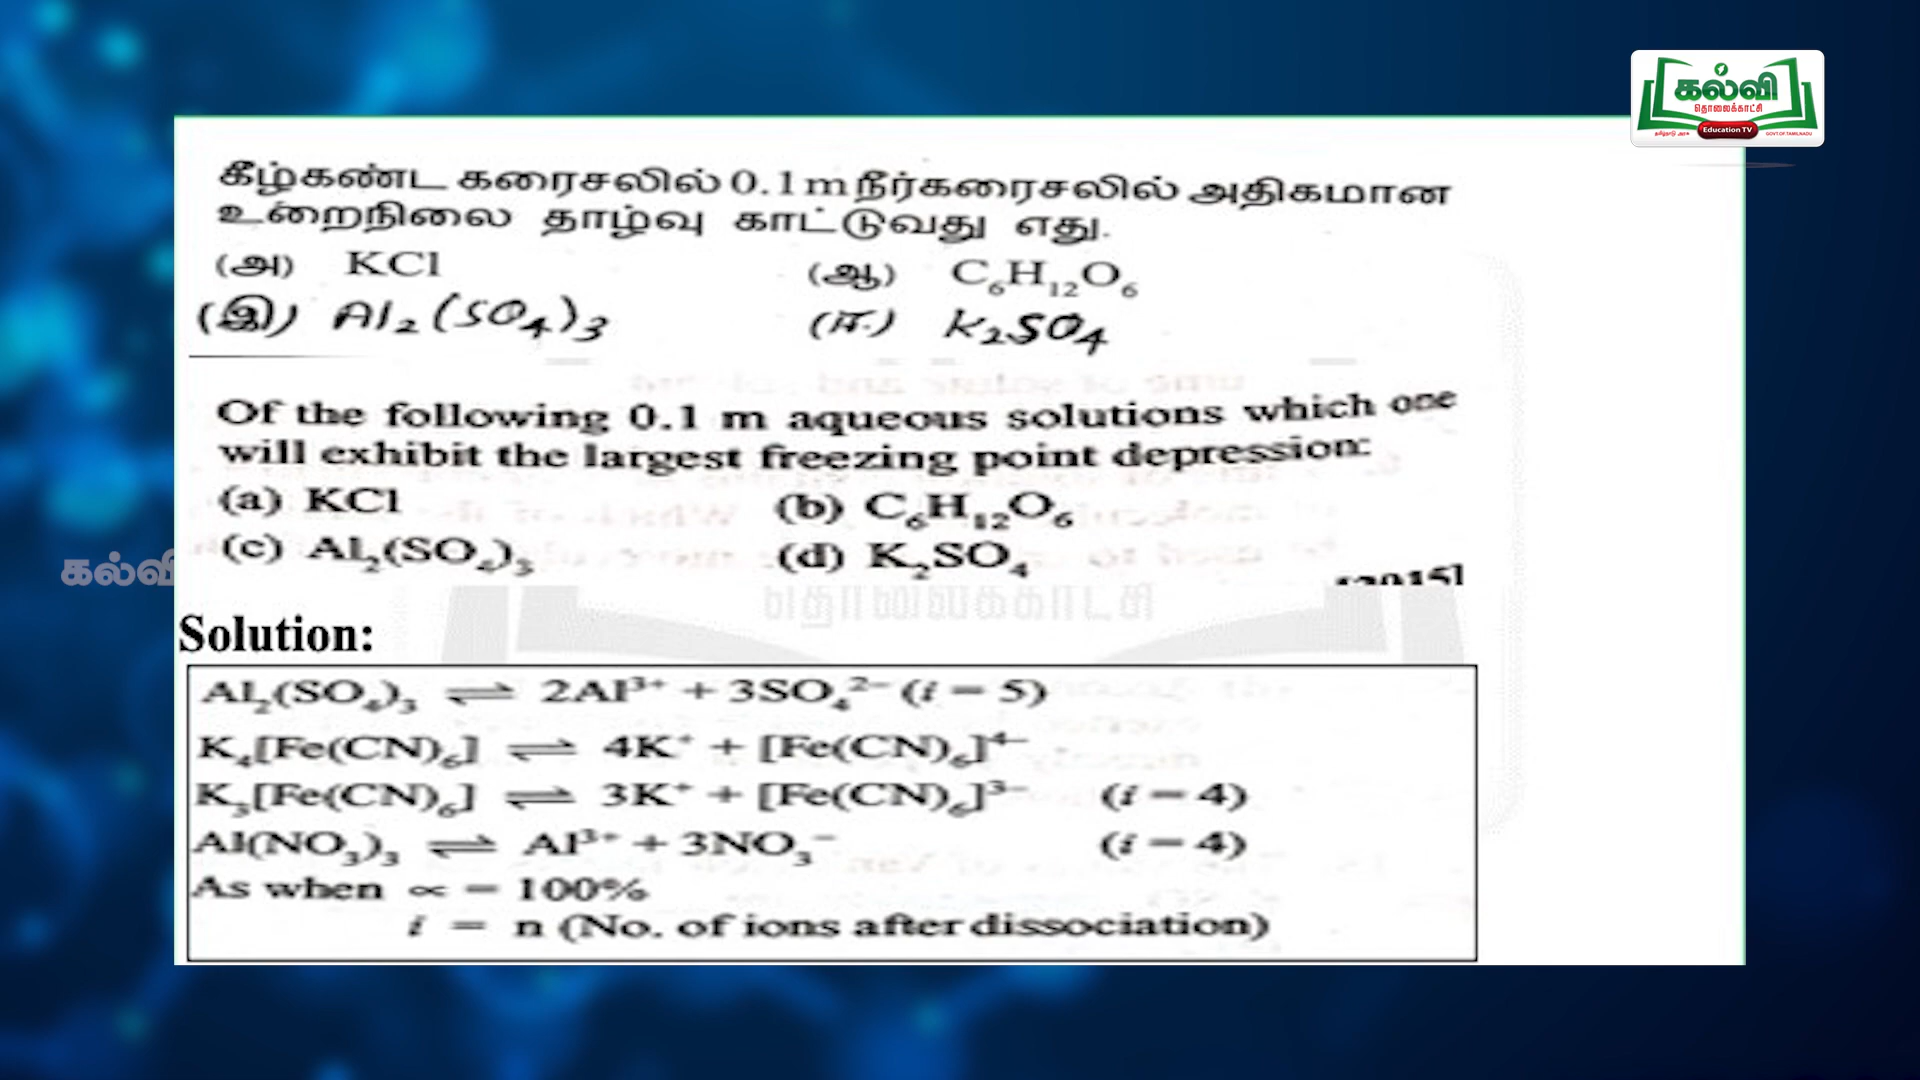 கல்வி
தொலைக்காட்சி
Education TV
கீழ்கண்ட கரைசலில் 0.1m நீர்கரைசலில் அதிகமான
உறைநிலை தாழ்வு காட்டுவது எது.
(அ) KCl (ஆ) C₆H₁₂O₆
(இ) Al₂(SO₄)₃ (ஈ) K₂SO₄
Of the following 0.1 m aqueous solutions which one
will exhibit the largest freezing point depression:
(a) KCl (b) C₆H₁₂O₆
(c) Al₂(SO₄)₃ (d) K₂SO₄
[2015]
கல்வி
தொலைக்காட்சி
Solution:
Al₂(SO₄)₃ ⇌ 2Al³⁺ + 3SO₄²⁻ (i = 5)
K₄[Fe(CN)₆] ⇌ 4K⁺ + [Fe(CN)₆]⁴⁻
K₃[Fe(CN)₆] ⇌ 3K⁺ + [Fe(CN)₆]³⁻ (i = 4)
Al(NO₃)₃ ⇌ Al³⁺ + 3NO₃⁻ (i = 4)
As when ∝ = 100%
i = n (No. of ions after dissociation)